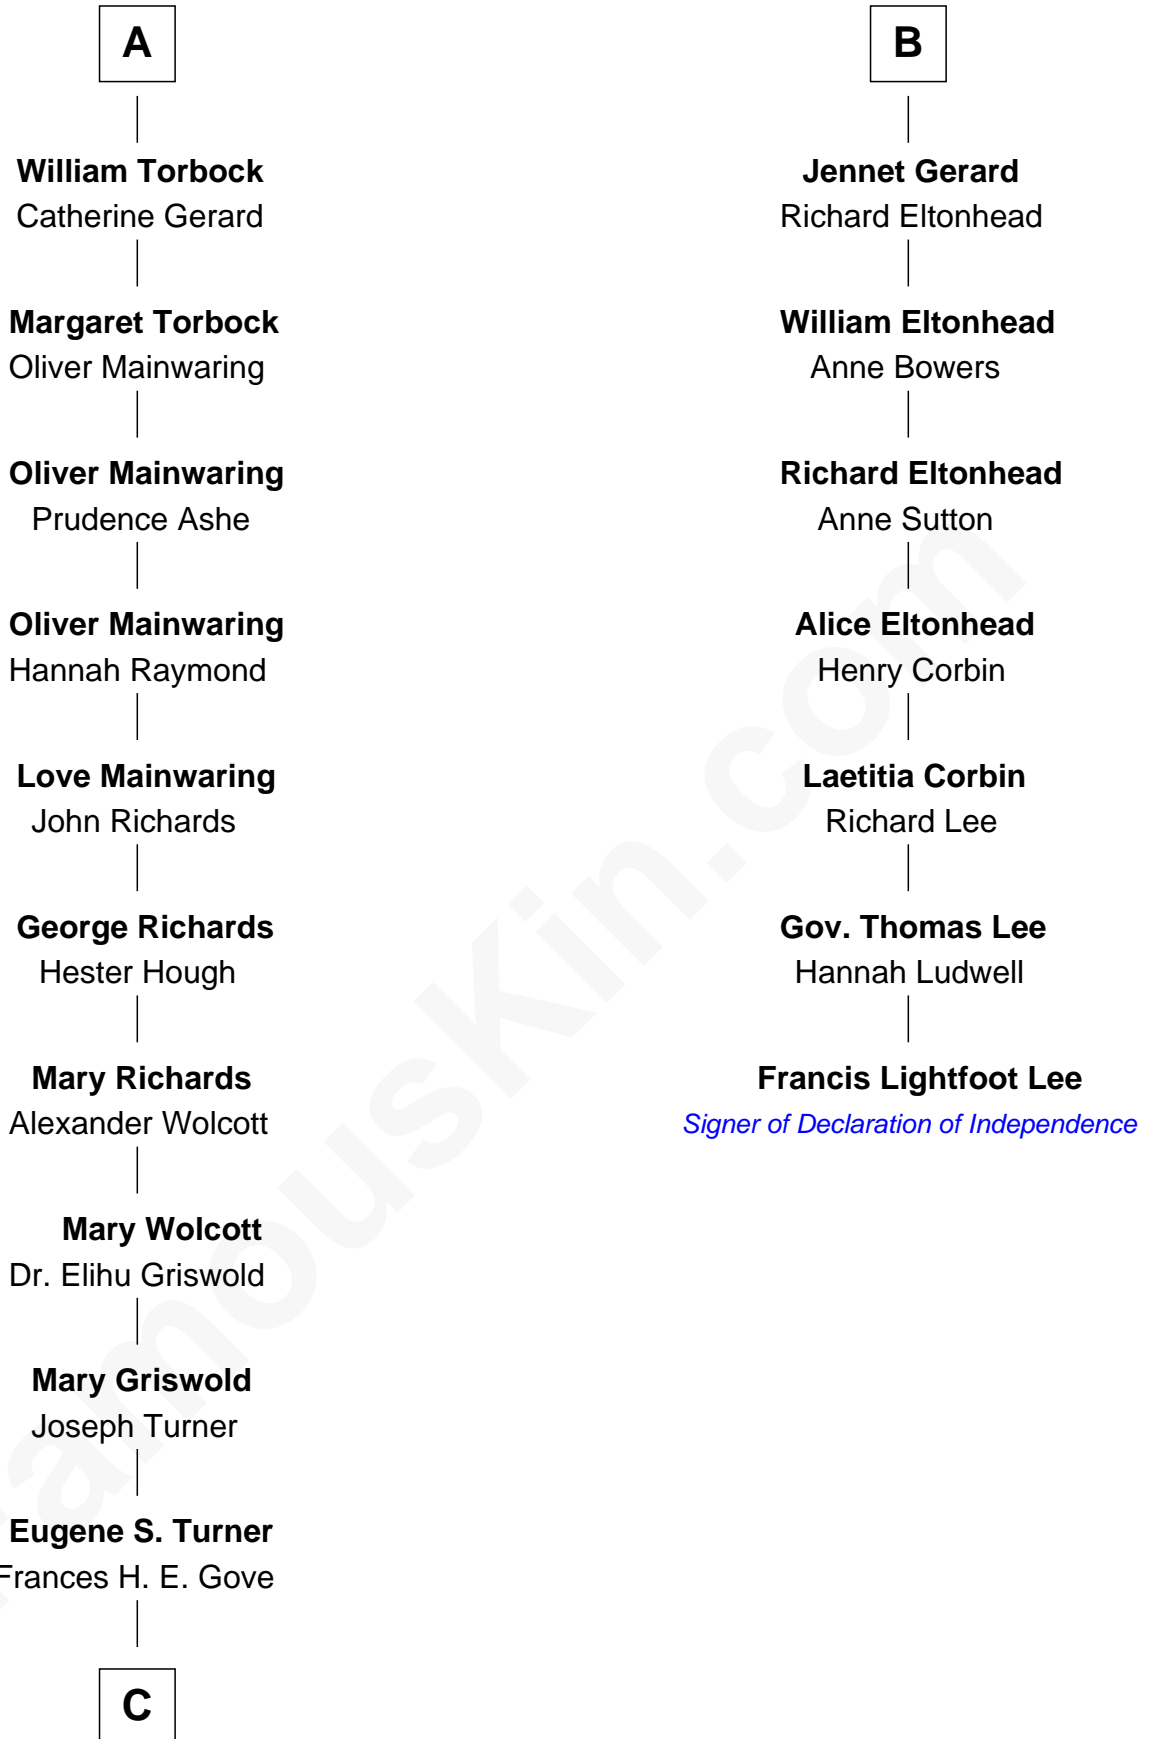 A
William Torbock
Catherine Gerard
Margaret Torbock
Oliver Mainwaring
Oliver Mainwaring
Prudence Ashe
Oliver Mainwaring
Hannah Raymond
Love Mainwaring
John Richards
George Richards
Hester Hough
Mary Richards
Alexander Wolcott
Mary Wolcott
Dr. Elihu Griswold
Mary Griswold
Joseph Turner
Eugene S. Turner
Frances H. E. Gove
C
B
Jennet Gerard
Richard Eltonhead
William Eltonhead
Anne Bowers
Richard Eltonhead
Anne Sutton
Alice Eltonhead
Henry Corbin
Laetitia Corbin
Richard Lee
Gov. Thomas Lee
Hannah Ludwell
Francis Lightfoot Lee
Signer of Declaration of Independence
FamousKin.com